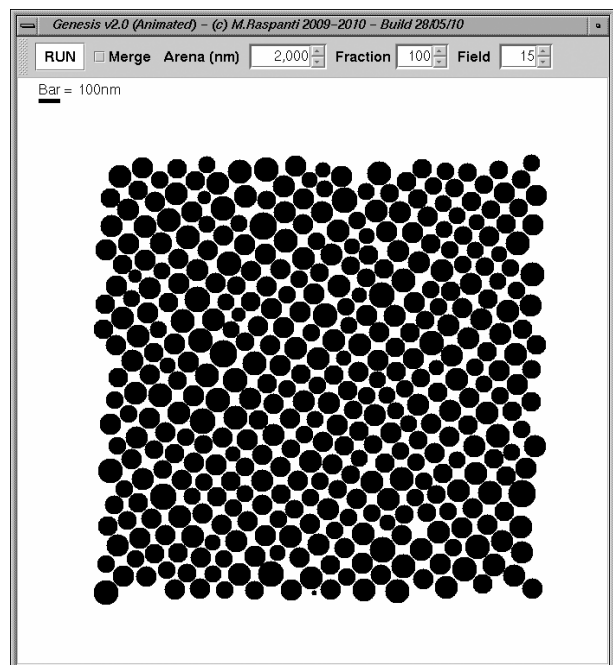 Genesis v2.0 (Animated) – (c) M.Raspanti 2009–2010 – Build 28/05/10
RUN Merge Arena (nm) 2,000 Fraction 100 Field 15
Bar = 100nm